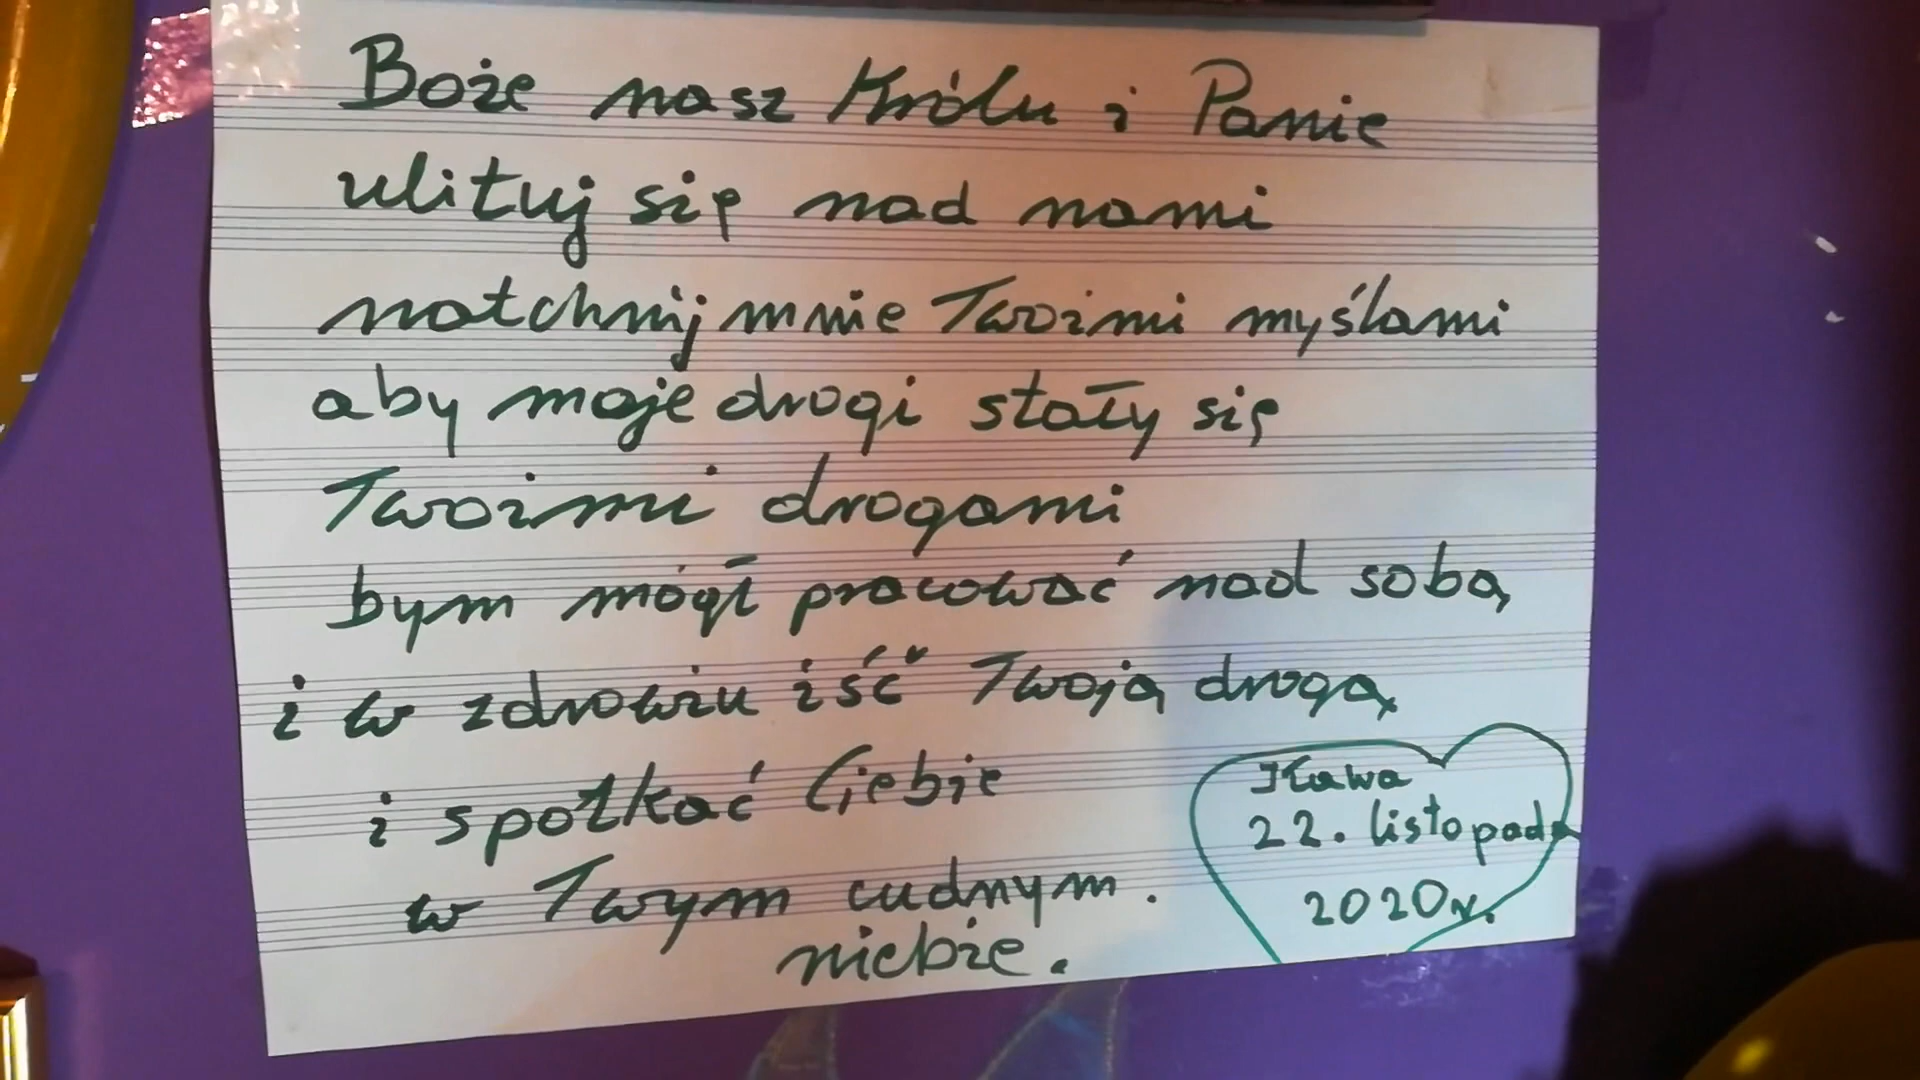 Boże nasz Królu i Panie
ulituj się nad nami
natchnij mnie Twoimi myślami
aby moje drogi stały się
Twoimi drogami
bym mógł pracować nad sobą
i w zdrowiu iść Twoją drogą
i spotkać Ciebie
w Twym cudnym.
niebie.
Iława
22. listopada
2020r.